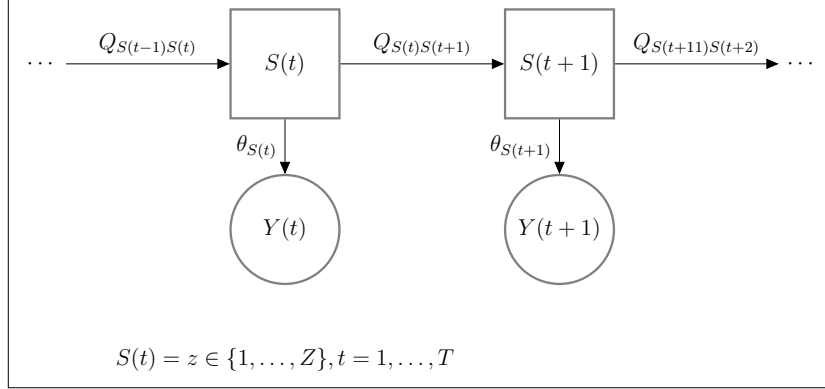 ··· Q_{S(t−1)S(t)} S(t) Q_{S(t)S(t+1)} S(t + 1) Q_{S(t+11)S(t+2)} ···
θ_{S(t)} θ_{S(t+1)}
Y(t) Y(t + 1)
S(t) = z ∈ {1, . . . , Z}, t = 1, . . . , T